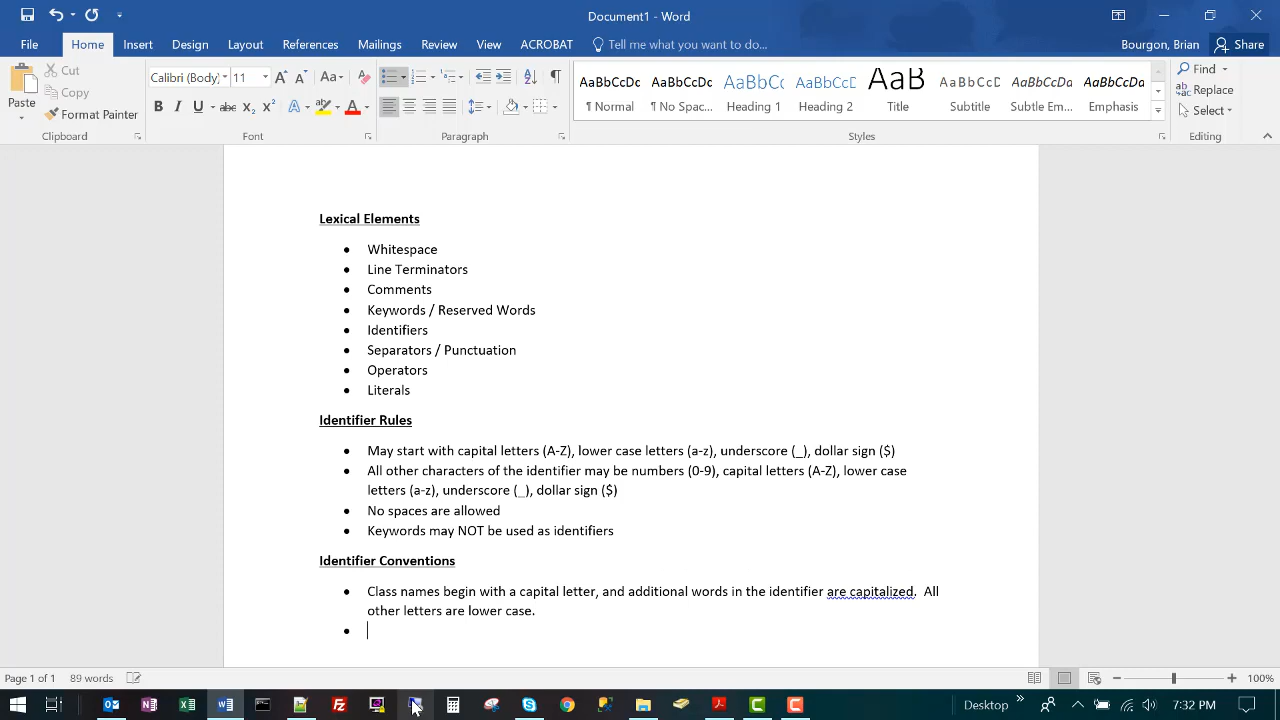 Document1 - Word
File Home Insert Design Layout References Mailings Review View ACROBAT Tell me what you want to do... Bourgon, Brian Share
Paste
Cut
Copy
Format Painter
Clipboard
Calibri (Body) 11
Font
Paragraph
AaBbCcDc AaBbCcDc AaBbCcDc AaBbCcC AaB AaBbCcC AaBbCcDc AaBbCcDc
¶ Normal ¶ No Spac... Heading 1 Heading 2 Title Subtitle Subtle Em... Emphasis
Styles
Find
Replace
Select
Editing
Lexical Elements
• Whitespace
• Line Terminators
• Comments
• Keywords / Reserved Words
• Identifiers
• Separators / Punctuation
• Operators
• Literals
Identifier Rules
• May start with capital letters (A-Z), lower case letters (a-z), underscore (_), dollar sign ($)
• All other characters of the identifier may be numbers (0-9), capital letters (A-Z), lower case
letters (a-z), underscore (_), dollar sign ($)
• No spaces are allowed
• Keywords may NOT be used as identifiers
Identifier Conventions
• Class names begin with a capital letter, and additional words in the identifier are capitalized. All
other letters are lower case.
•
Page 1 of 1 89 words 100%
Desktop 7:32 PM